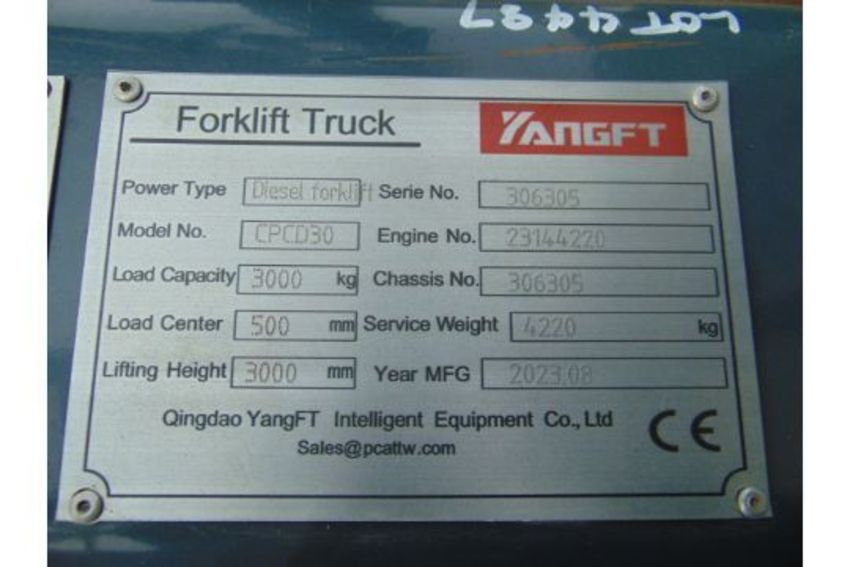 LOT 4487
Forklift Truck YANGFT
Power Type Diesel forklift Serie No. 306305
Model No. CPCD30 Engine No. 23144220
Load Capacity 3000 kg Chassis No. 306305
Load Center 500 mm Service Weight 4220 kg
Lifting Height 3000 mm Year MFG 2023.08
Qingdao YangFT Intelligent Equipment Co.,Ltd
Sales@pcattw.com
CE